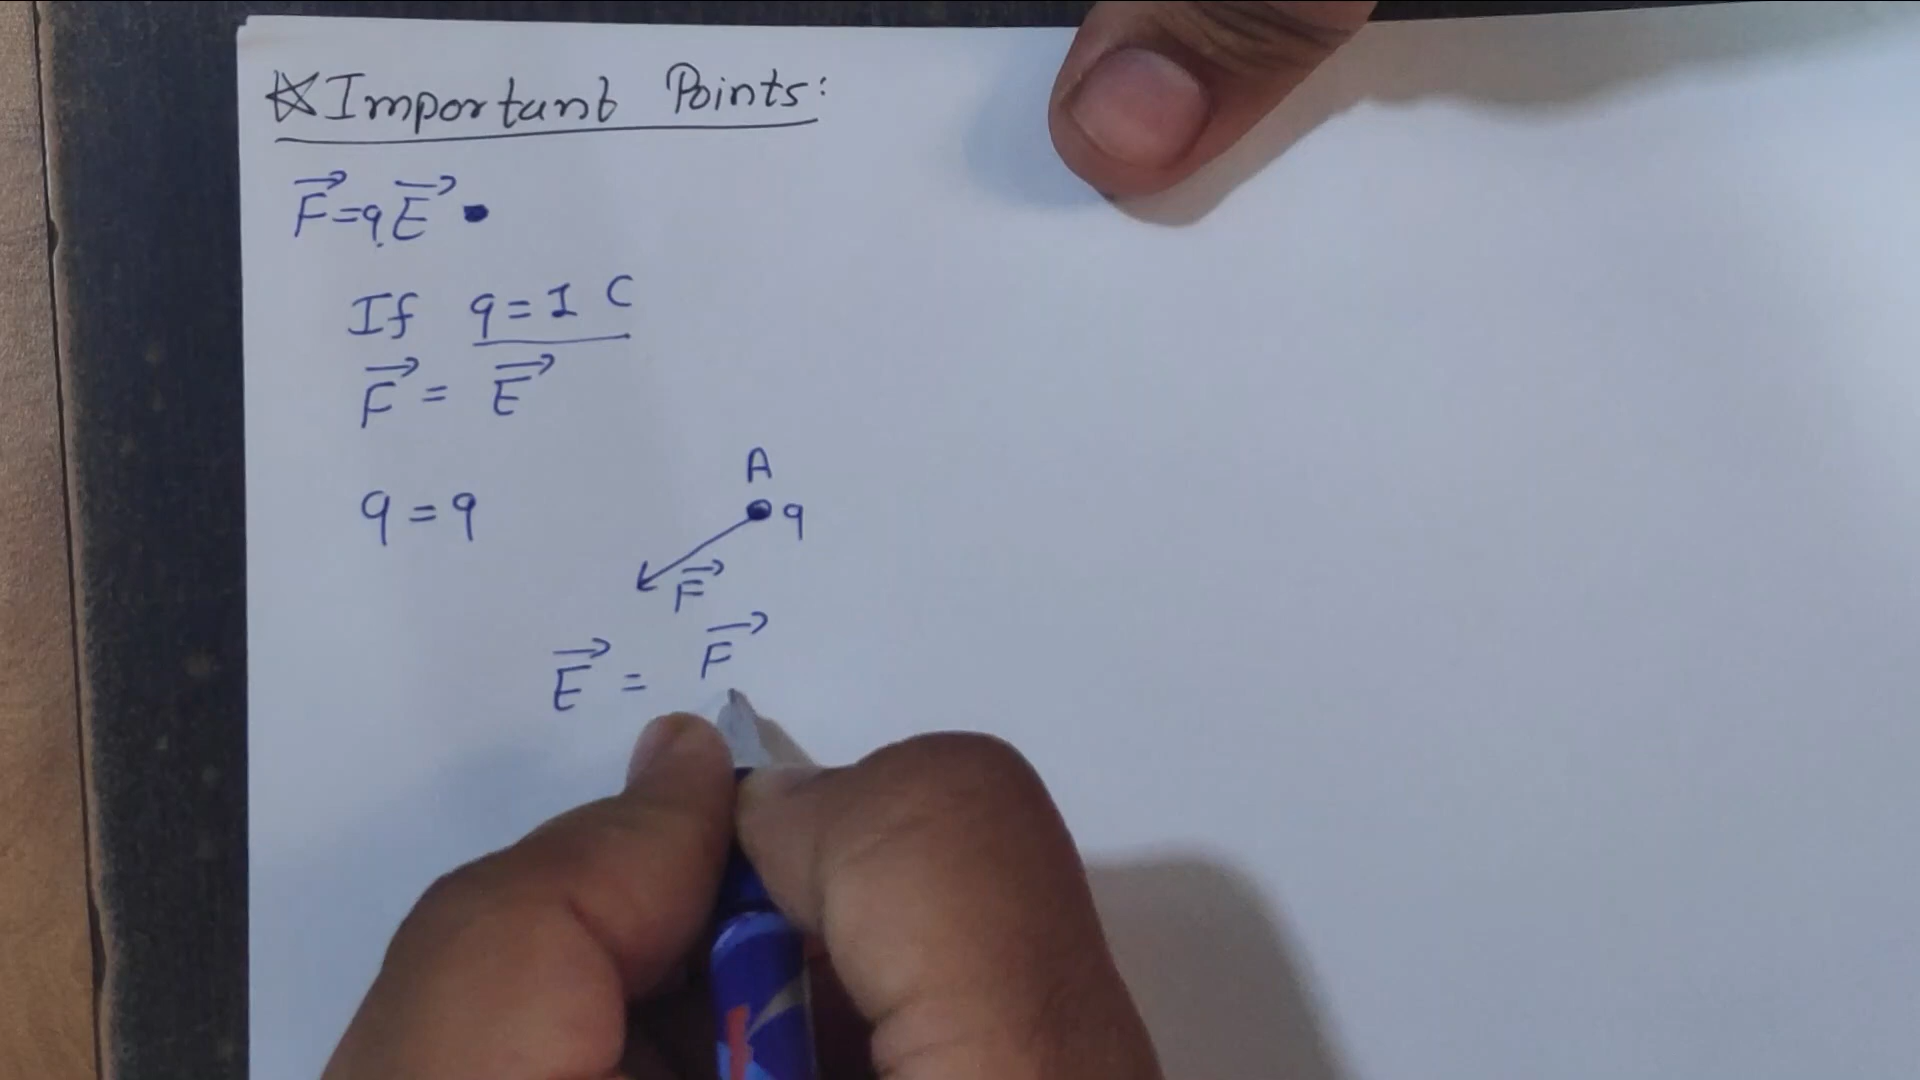 ☆Important Points:
F⃗=qE⃗
If q=1 C
F⃗ = E⃗
A
q = q
q
F⃗
E⃗ = F⃗